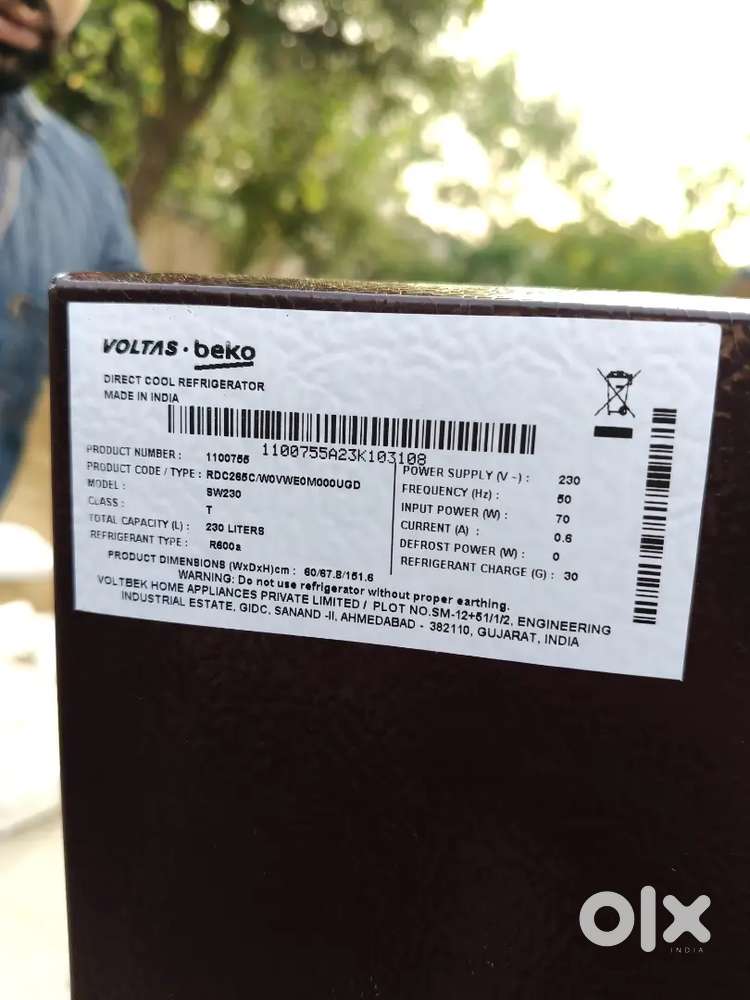 VOLTAS · beko
DIRECT COOL REFRIGERATOR
MADE IN INDIA
1100755A23K103108
PRODUCT NUMBER : 1100755
PRODUCT CODE / TYPE : RDC265C/W0VWE0M000UGD
MODEL : SW230
CLASS : T
TOTAL CAPACITY (L) : 230 LITERS
REFRIGERANT TYPE : R600a
POWER SUPPLY (V ~) : 230
FREQUENCY (Hz) : 50
INPUT POWER (W) : 70
CURRENT (A) : 0.6
DEFROST POWER (W) : 0
REFRIGERANT CHARGE (G) : 30
PRODUCT DIMENSIONS (WxDxH)cm : 60/67.8/151.6
WARNING: Do not use refrigerator without proper earthing.
VOLTBEK HOME APPLIANCES PRIVATE LIMITED / PLOT NO.SM-12+51/1/2, ENGINEERING
INDUSTRIAL ESTATE, GIDC, SANAND -II, AHMEDABAD - 382110, GUJARAT, INDIA
olx
INDIA